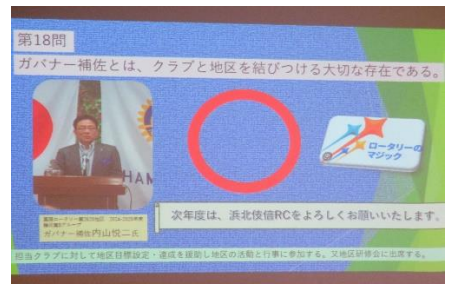 第18問
ガバナー補佐とは、クラブと地区を結びつける大切な存在である。
HAM
ロータリーの
マジック
次年度は、浜北伎倍RCをよろしくお願いいたします。
ガバナー補佐内山悦二氏
担当クラブに対して地区目標設定・達成を援助し地区の活動と行事に参加する。又地区研修会に出席する。